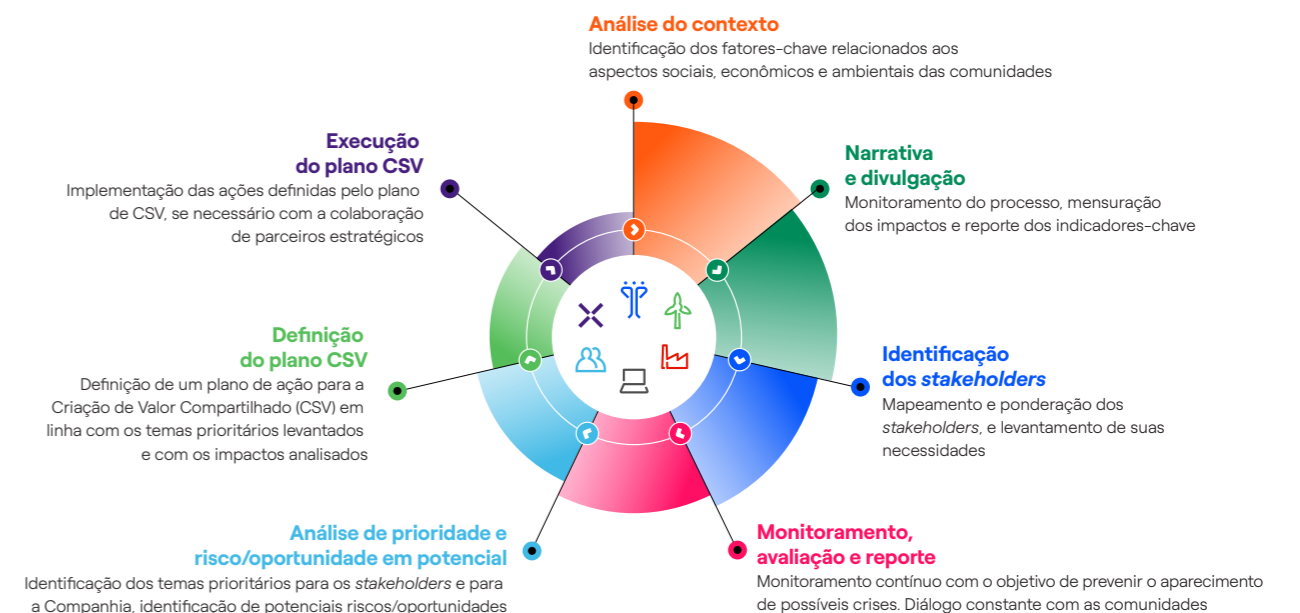 Análise do contexto
Identificação dos fatores-chave relacionados aos
aspectos sociais, econômicos e ambientais das comunidades
Narrativa
e divulgação
Monitoramento do processo, mensuração
dos impactos e reporte dos indicadores-chave
Identificação
dos stakeholders
Mapeamento e ponderação dos
stakeholders, e levantamento de suas
necessidades
Monitoramento,
avaliação e reporte
Monitoramento contínuo com o objetivo de prevenir o aparecimento
de possíveis crises. Diálogo constante com as comunidades
Análise de prioridade e
risco/oportunidade em potencial
Identificação dos temas prioritários para os stakeholders e para
a Companhia, identificação de potenciais riscos/oportunidades
Definição
do plano CSV
Definição de um plano de ação para a
Criação de Valor Compartilhado (CSV) em
linha com os temas prioritários levantados
e com os impactos analisados
Execução
do plano CSV
Implementação das ações definidas pelo plano
de CSV, se necessário com a colaboração
de parceiros estratégicos